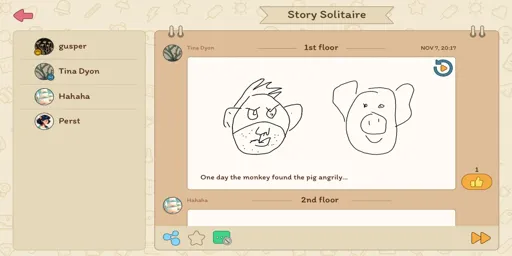 Story Solitaire
gusper
Tina Dyon
Hahaha
Perst
Tina Dyon
1st floor
NOV 7, 20:17
One day the monkey found the pig angrily...
1
Hahaha
2nd floor